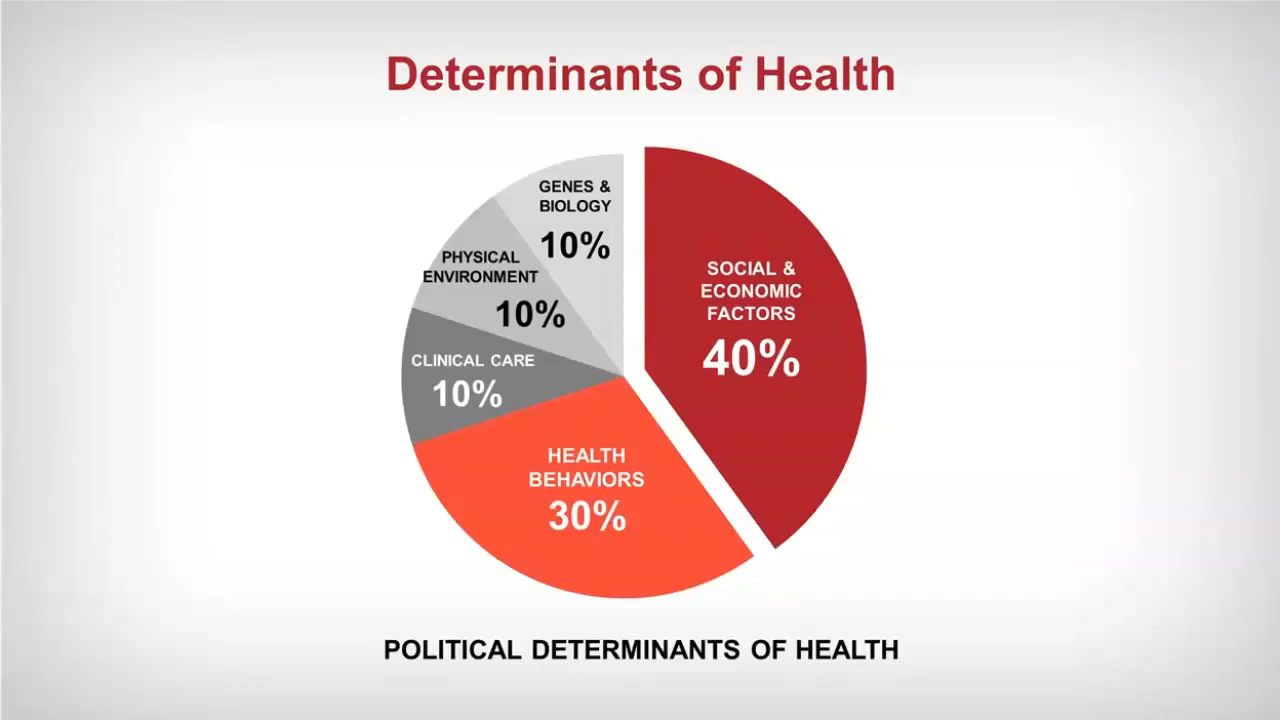 Determinants of Health
GENES &
BIOLOGY
10%
PHYSICAL
ENVIRONMENT
10%
CLINICAL CARE
10%
HEALTH
BEHAVIORS
30%
SOCIAL &
ECONOMIC
FACTORS
40%
POLITICAL DETERMINANTS OF HEALTH